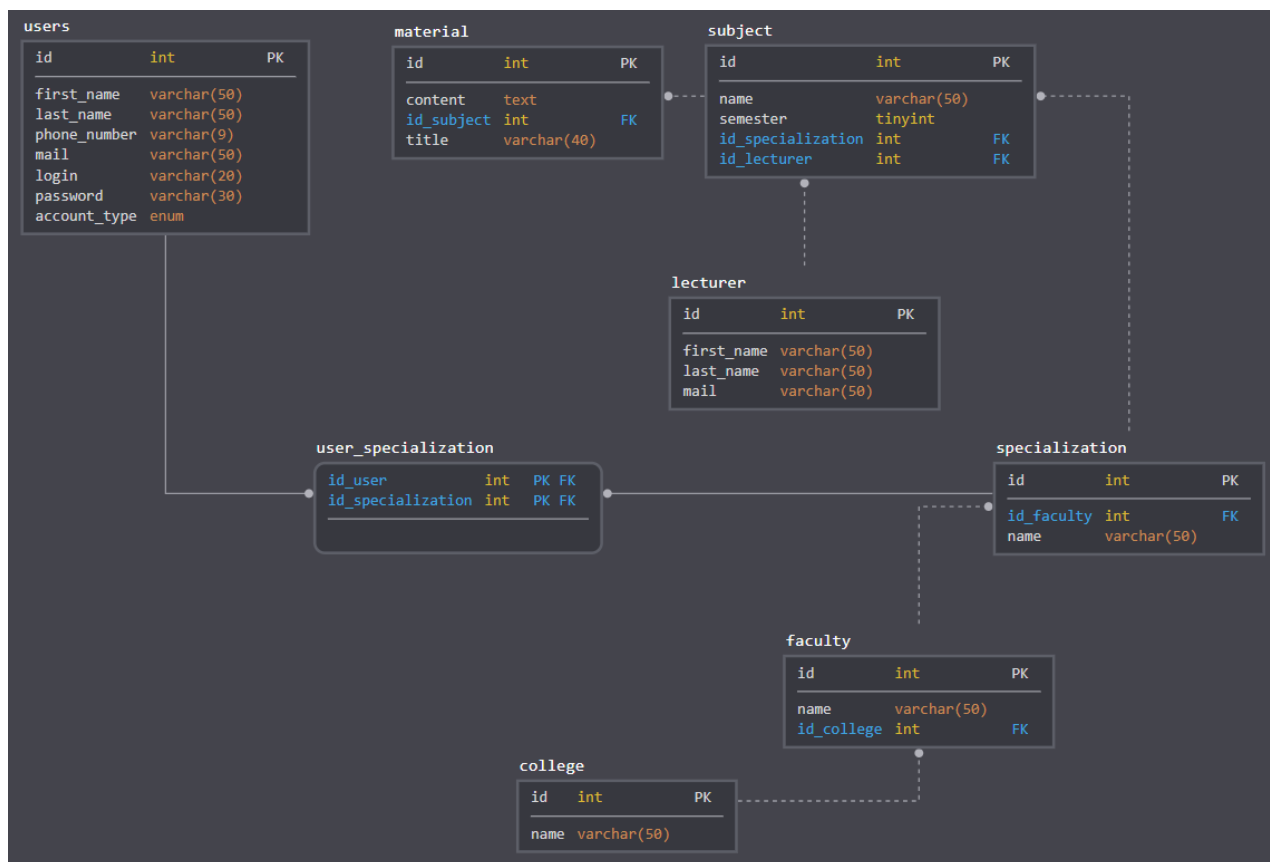 users
id int PK
first_name varchar(50)
last_name varchar(50)
phone_number varchar(9)
mail varchar(50)
login varchar(20)
password varchar(30)
account_type enum
material
id int PK
content text
id_subject int FK
title varchar(40)
subject
id int PK
name varchar(50)
semester tinyint
id_specialization int FK
id_lecturer int FK
lecturer
id int PK
first_name varchar(50)
last_name varchar(50)
mail varchar(50)
user_specialization
id_user int PK FK
id_specialization int PK FK
specialization
id int PK
id_faculty int FK
name varchar(50)
faculty
id int PK
name varchar(50)
id_college int FK
college
id int PK
name varchar(50)